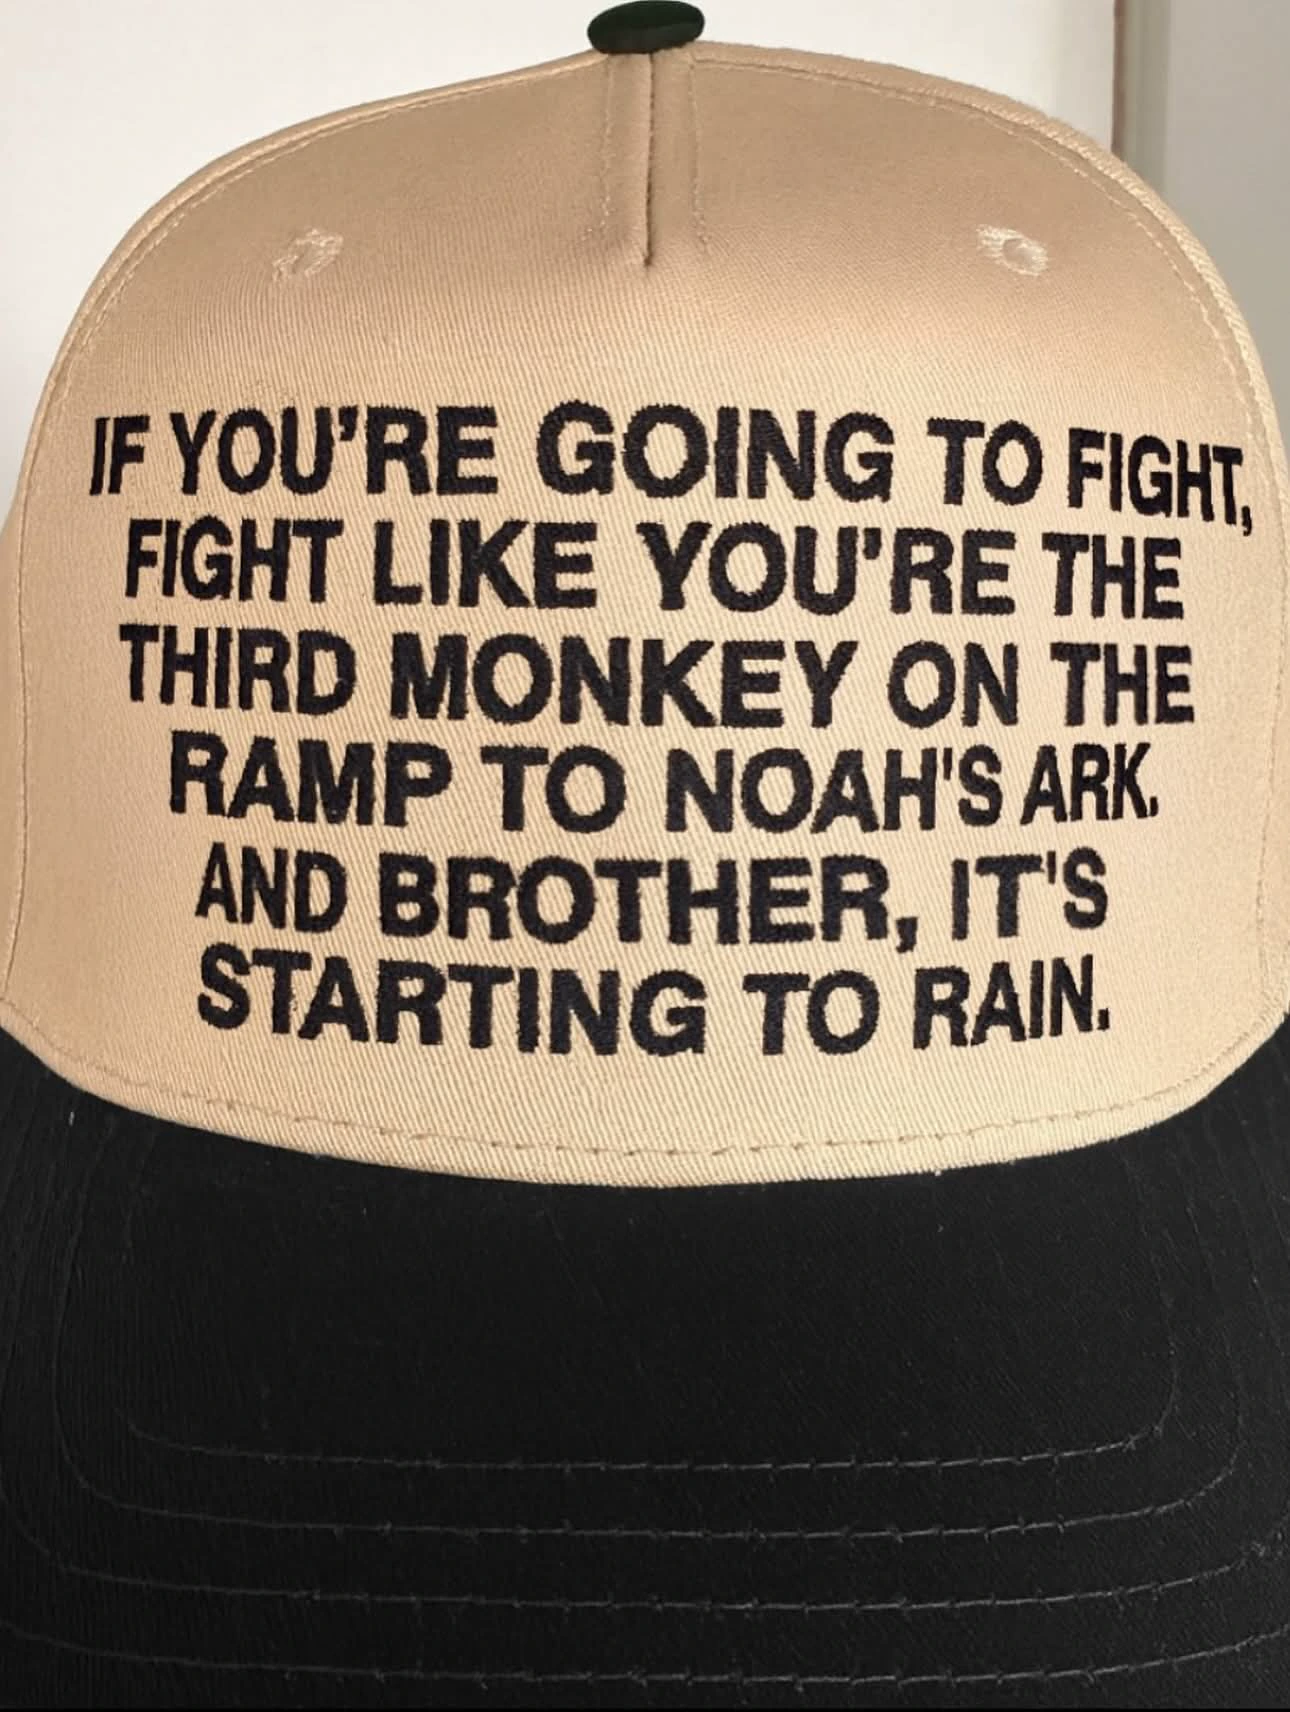 IF YOU’RE GOING TO FIGHT,
FIGHT LIKE YOU’RE THE
THIRD MONKEY ON THE
RAMP TO NOAH'S ARK.
AND BROTHER, IT'S
STARTING TO RAIN.